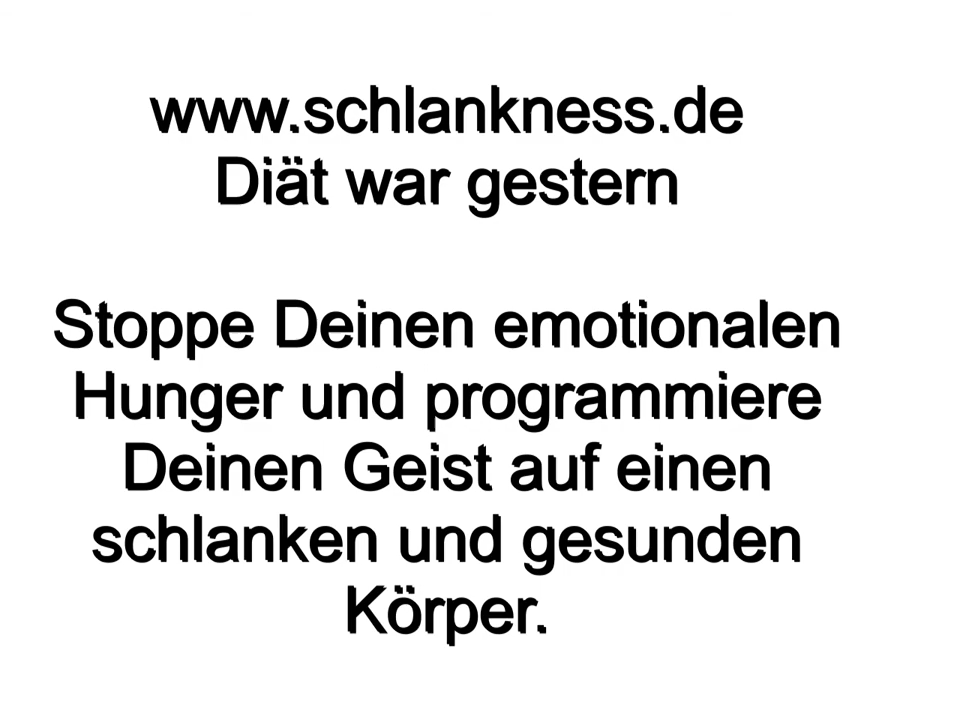 www.schlankness.de
Diät war gestern
Stoppe Deinen emotionalen
Hunger und programmiere
Deinen Geist auf einen
schlanken und gesunden
Körper.